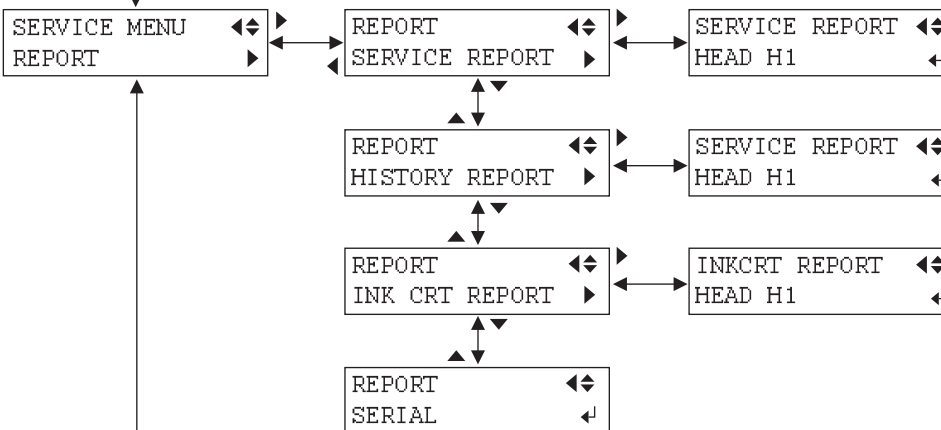 SERVICE MENU
REPORT
REPORT
SERVICE REPORT
SERVICE REPORT
HEAD H1
REPORT
HISTORY REPORT
SERVICE REPORT
HEAD H1
REPORT
INK CRT REPORT
INKCRT REPORT
HEAD H1
REPORT
SERIAL